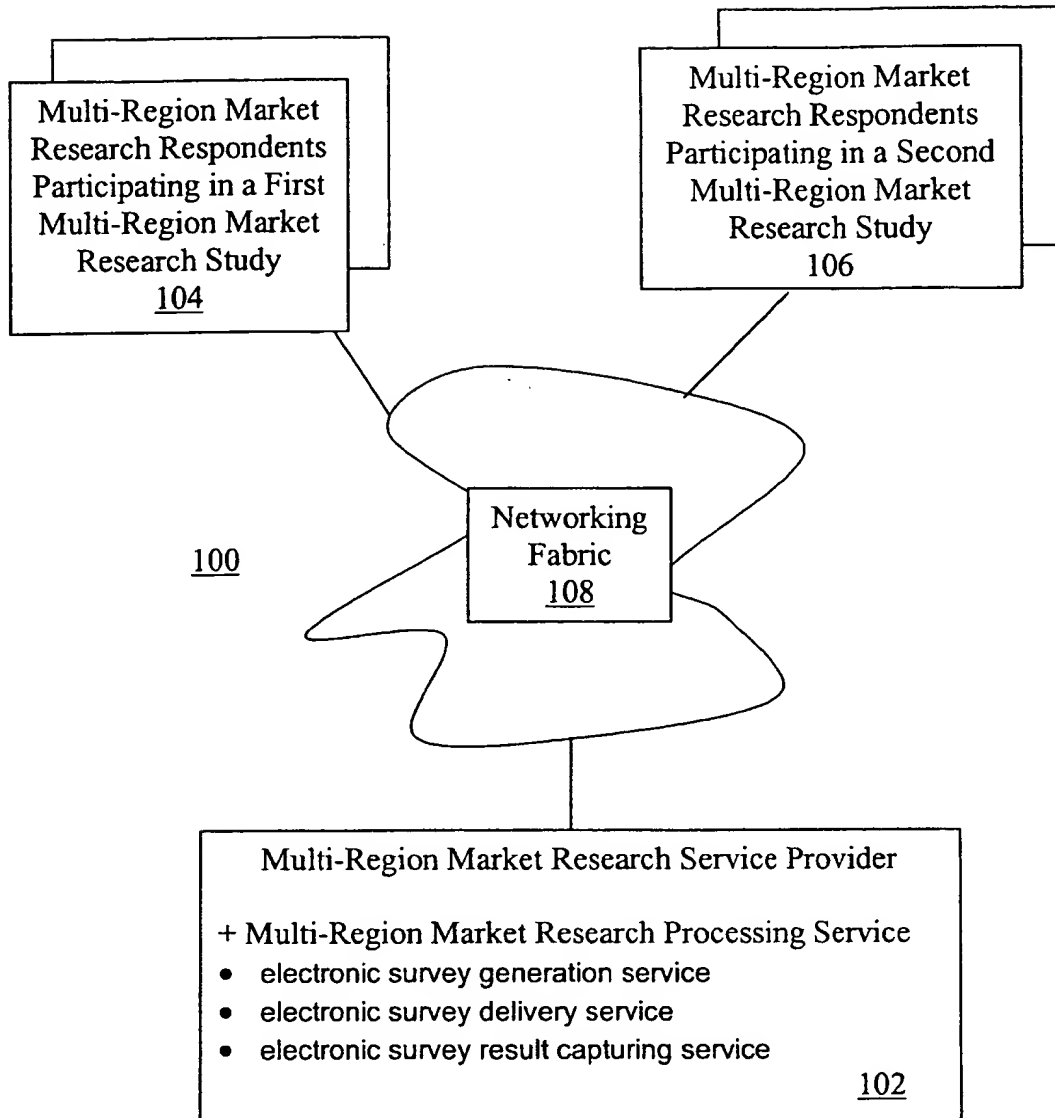 Multi-Region Market
Research Respondents
Participating in a First
Multi-Region Market
Research Study
104
Multi-Region Market
Research Respondents
Participating in a Second
Multi-Region Market
Research Study
106
Networking
Fabric
108
100
Multi-Region Market Research Service Provider
+ Multi-Region Market Research Processing Service
• electronic survey generation service
• electronic survey delivery service
• electronic survey result capturing service
102